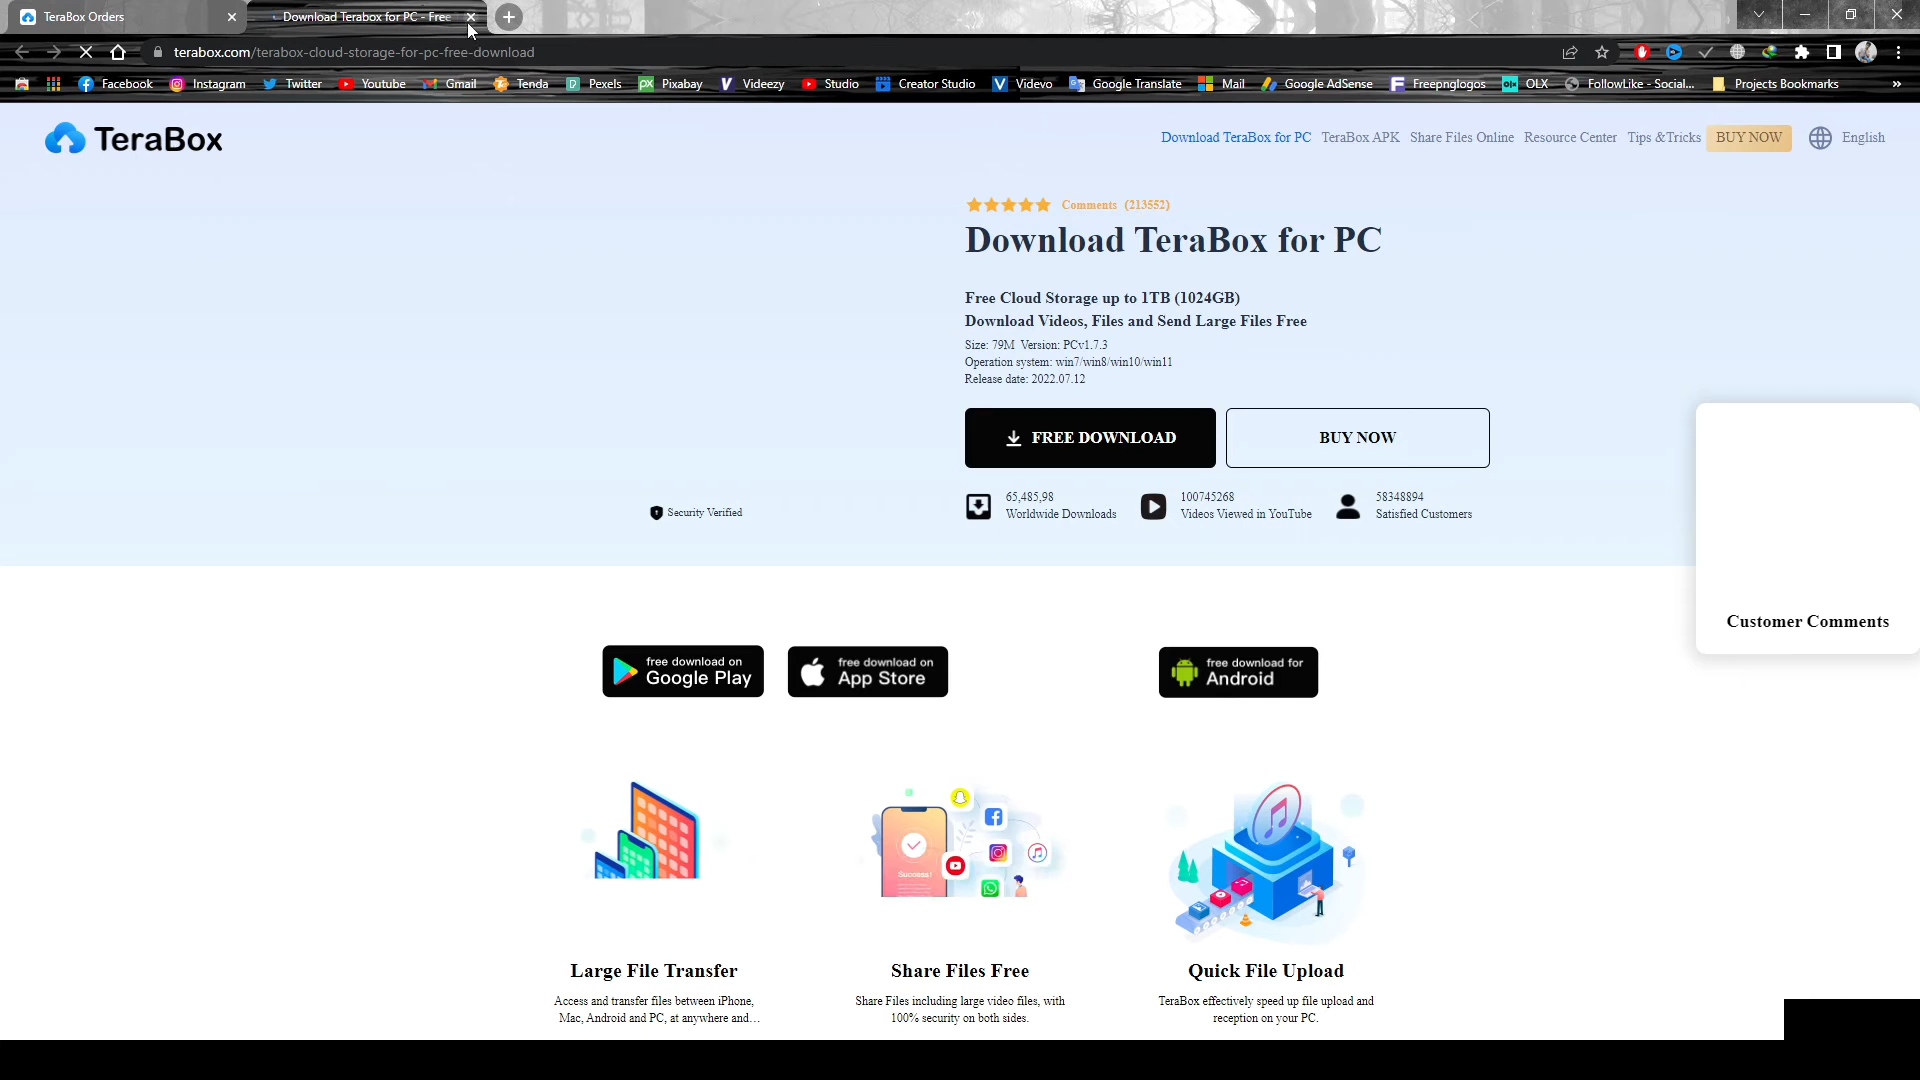 TeraBox Orders
Download Terabox for PC - Free
terabox.com/terabox-cloud-storage-for-pc-free-download
Facebook Instagram Twitter Youtube Gmail Tenda Pexels Pixabay Videezy Studio Creator Studio Videvo Google Translate Mail Google AdSense Freepnglogos OLX FollowLike - Social... Projects Bookmarks
TeraBox
Download TeraBox for PC TeraBox APK Share Files Online Resource Center Tips &Tricks BUY NOW English
Comments (213552)
Download TeraBox for PC
Free Cloud Storage up to 1TB (1024GB)
Download Videos, Files and Send Large Files Free
Size: 79M Version: PCv1.7.3
Operation system: win7/win8/win10/win11
Release date: 2022.07.12
FREE DOWNLOAD
BUY NOW
65,485,98
Worldwide Downloads
100745268
Videos Viewed in YouTube
58348894
Satisfied Customers
Security Verified
Customer Comments
free download on
Google Play
free download on
App Store
free download for
Android
Success!
Large File Transfer
Access and transfer files between iPhone,
Mac, Android and PC, at anywhere and…
Share Files Free
Share Files including large video files, with
100% security on both sides.
Quick File Upload
TeraBox effectively speed up file upload and
reception on your PC.